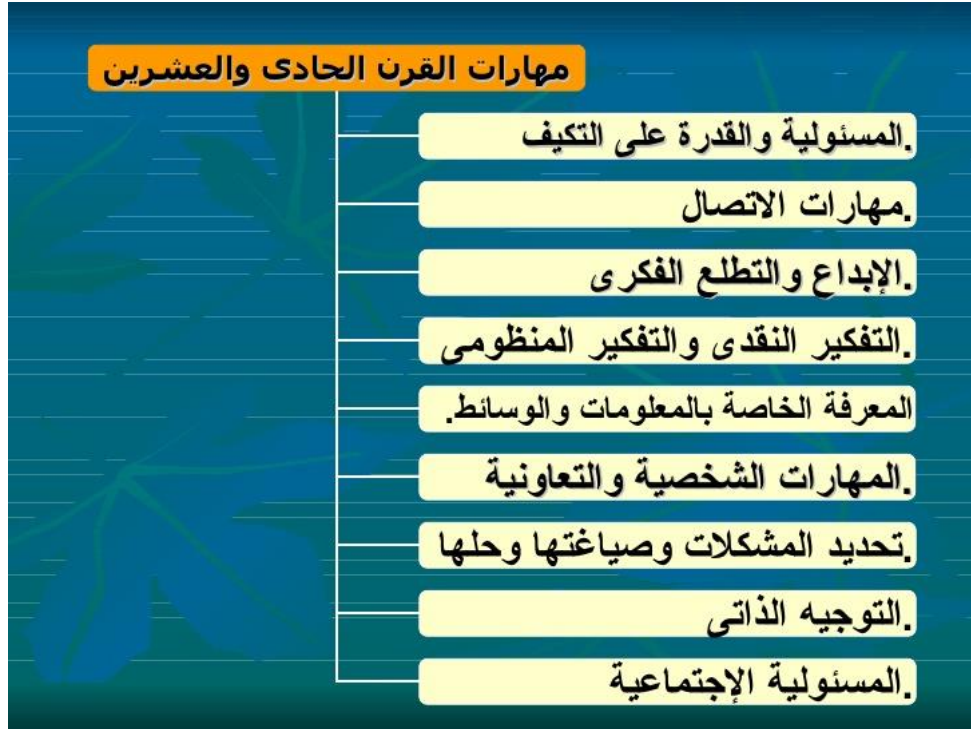 مهارات القرن الحادى والعشرين
.المسئولية والقدرة على التكيف
.مهارات الاتصال
.الإبداع والتطلع الفكرى
.التفكير النقدى والتفكير المنظومى
المعرفة الخاصة بالمعلومات والوسائط.
.المهارات الشخصية والتعاونية
.تحديد المشكلات وصياغتها وحلها
.التوجيه الذاتى
.المسئولية الإجتماعية